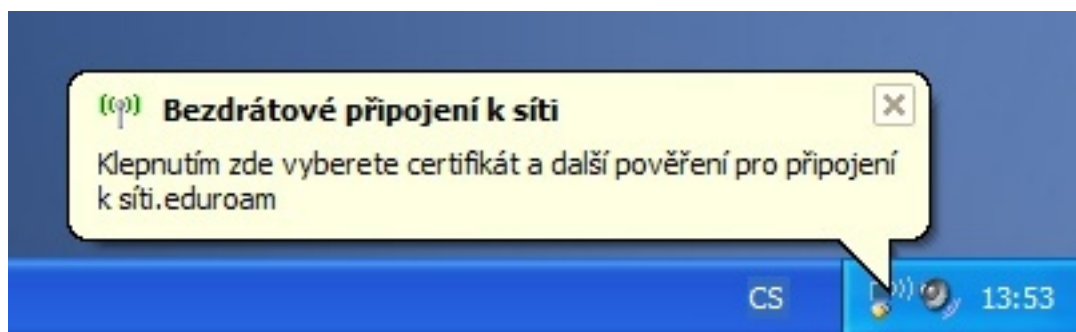 Bezdrátové připojení k síti
Klepnutím zde vyberete certifikát a další pověření pro připojení
k síti.eduroam
CS
13:53